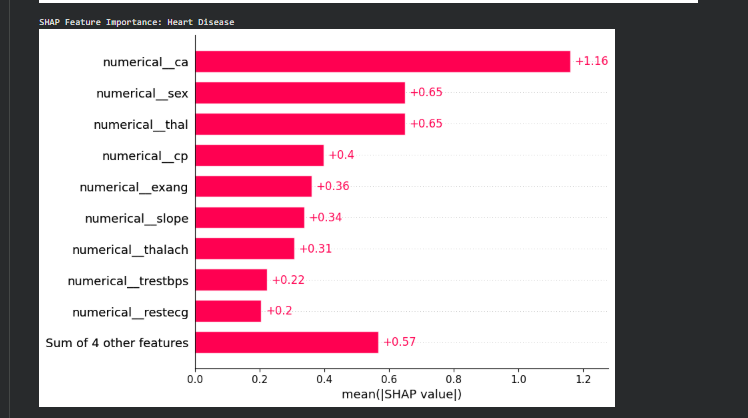 SHAP Feature Importance: Heart Disease
numerical__ca +1.16
numerical__sex +0.65
numerical__thal +0.65
numerical__cp +0.4
numerical__exang +0.36
numerical__slope +0.34
numerical__thalach +0.31
numerical__trestbps +0.22
numerical__restecg +0.2
Sum of 4 other features +0.57
0.0 0.2 0.4 0.6 0.8 1.0 1.2
mean(|SHAP value|)